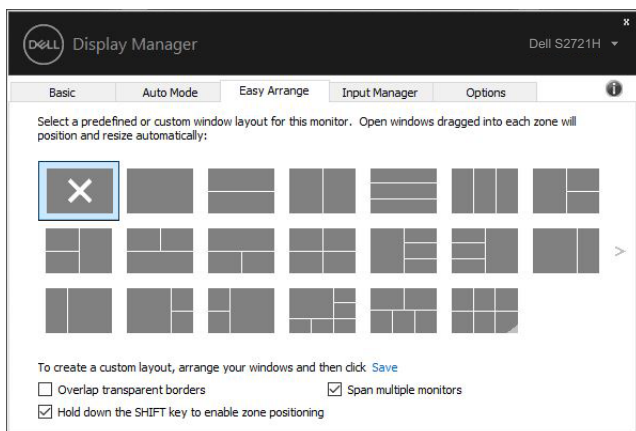 x
DELL Display Manager Dell S2721H
Basic Auto Mode Easy Arrange Input Manager Options i
Select a predefined or custom window layout for this monitor. Open windows dragged into each zone will
position and resize automatically:
To create a custom layout, arrange your windows and then click Save
Overlap transparent borders Span multiple monitors
Hold down the SHIFT key to enable zone positioning